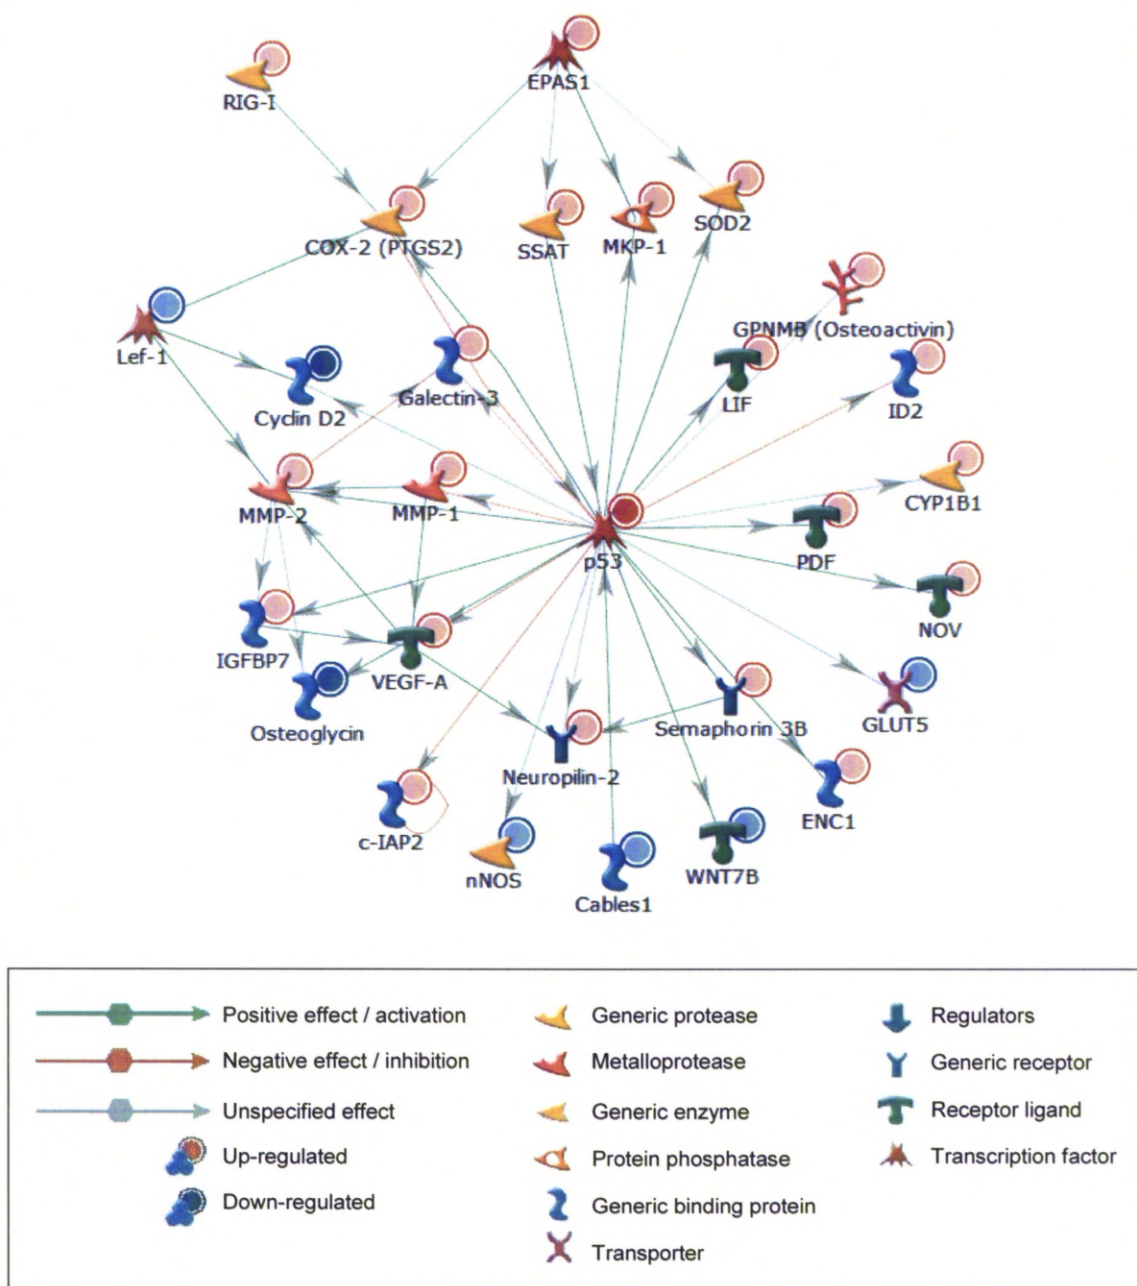 EPAS1
RIG-I
COX-2 (PTGS2)
SSAT
MKP-1
SOD2
GPNMB (Osteoactivin)
Lef-1
Cyclin D2
Galectin-3
LIF
ID2
MMP-2
MMP-1
CYP1B1
p53
PDF
NOV
IGFBP7
VEGF-A
Osteoglycin
Semaphorin 3B
GLUT5
Neuropilin-2
c-IAP2
nNOS
Cables1
WNT7B
ENC1
Positive effect / activation
Negative effect / inhibition
Unspecified effect
Up-regulated
Down-regulated
Generic protease
Metalloprotease
Generic enzyme
Protein phosphatase
Generic binding protein
Transporter
Regulators
Generic receptor
Receptor ligand
Transcription factor